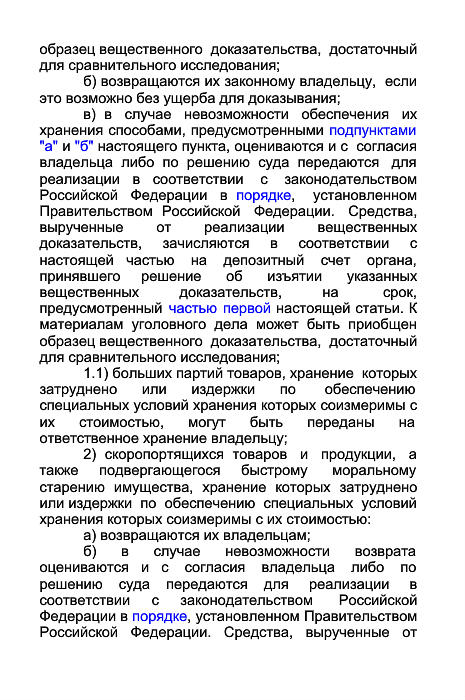 образец вещественного доказательства, достаточный
для сравнительного исследования;
б) возвращаются их законному владельцу, если
это возможно без ущерба для доказывания;
в) в случае невозможности обеспечения их
хранения способами, предусмотренными подпунктами
"а" и "б" настоящего пункта, оцениваются и с согласия
владельца либо по решению суда передаются для
реализации в соответствии с законодательством
Российской Федерации в порядке, установленном
Правительством Российской Федерации. Средства,
вырученные от реализации вещественных
доказательств, зачисляются в соответствии с
настоящей частью на депозитный счет органа,
принявшего решение об изъятии указанных
вещественных доказательств, на срок,
предусмотренный частью первой настоящей статьи. К
материалам уголовного дела может быть приобщен
образец вещественного доказательства, достаточный
для сравнительного исследования;
1.1) больших партий товаров, хранение которых
затруднено или издержки по обеспечению
специальных условий хранения которых соизмеримы с
их стоимостью, могут быть переданы на
ответственное хранение владельцу;
2) скоропортящихся товаров и продукции, а
также подвергающегося быстрому моральному
старению имущества, хранение которых затруднено
или издержки по обеспечению специальных условий
хранения которых соизмеримы с их стоимостью:
а) возвращаются их владельцам;
б) в случае невозможности возврата
оцениваются и с согласия владельца либо по
решению суда передаются для реализации в
соответствии с законодательством Российской
Федерации в порядке, установленном Правительством
Российской Федерации. Средства, вырученные от